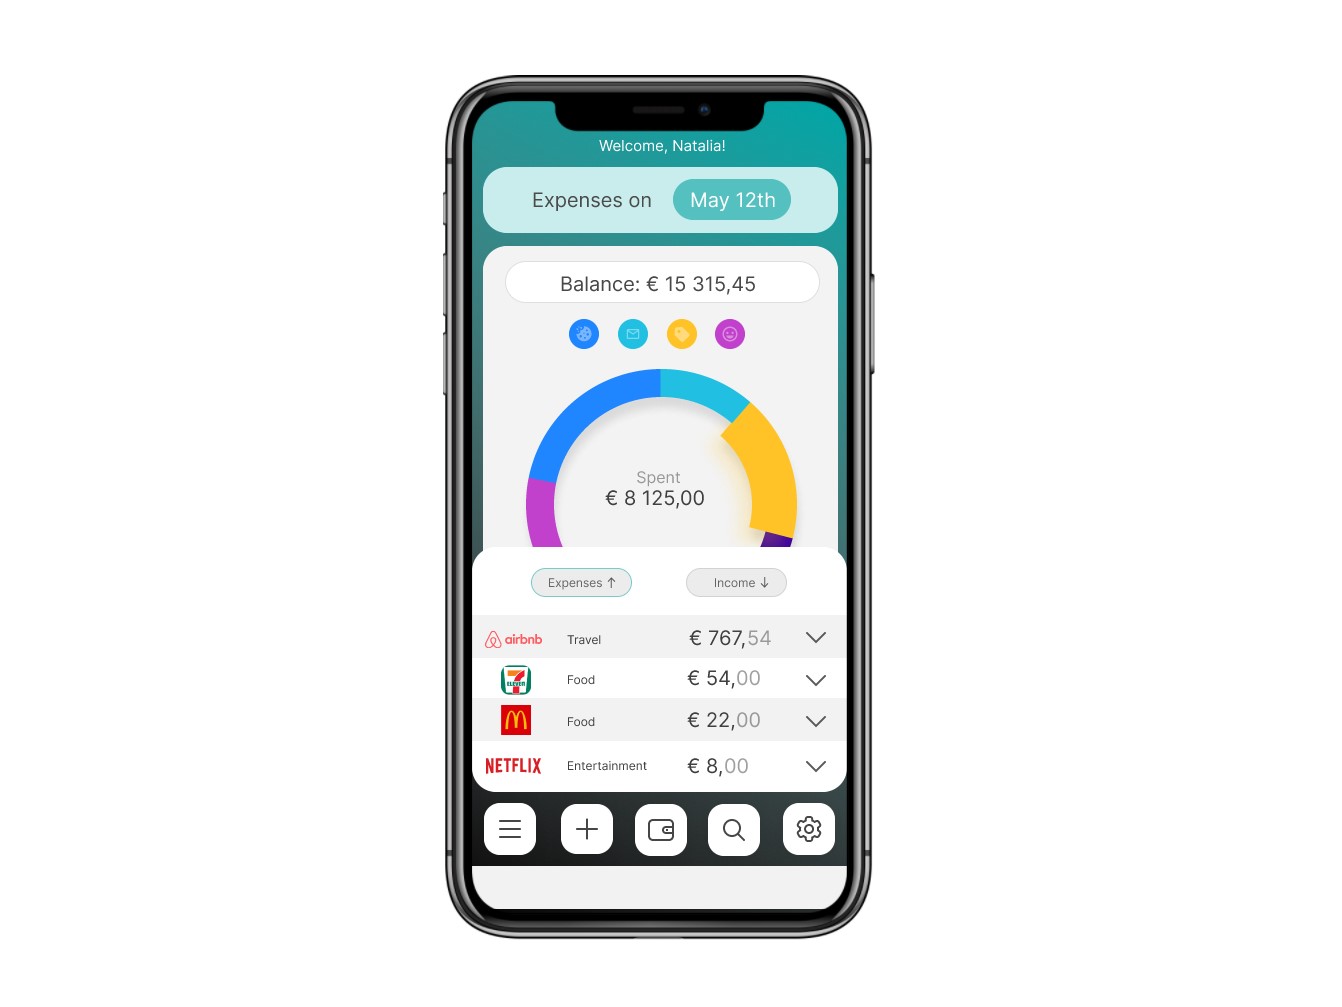 Welcome, Natalia!
Expenses on May 12th
Balance: € 15 315,45
Spent
€ 8 125,00
Expenses ↑ Income ↓
airbnb Travel € 767,54
7 ELEVEn Food € 54,00
Food € 22,00
NETFLIX Entertainment € 8,00